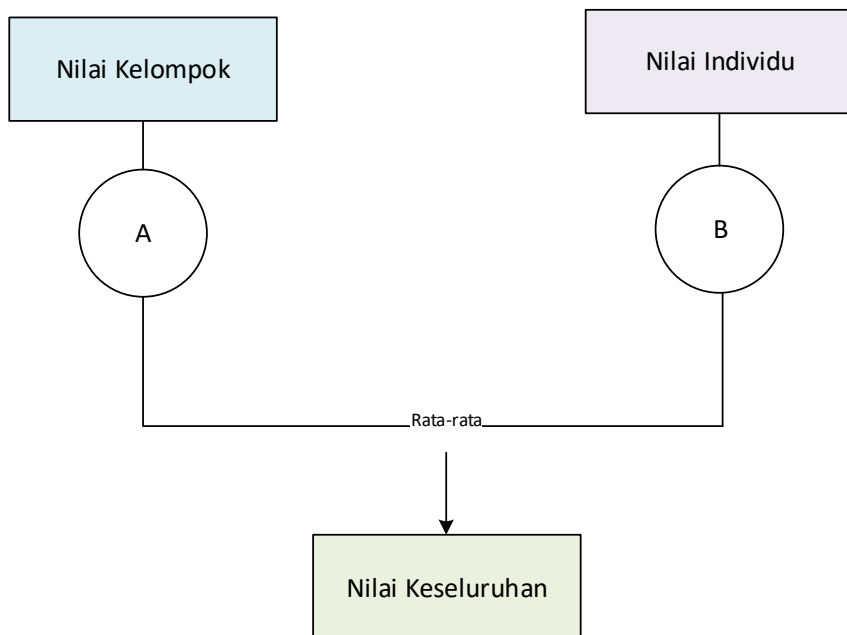 Nilai Kelompok
Nilai Individu
A
B
Rata-rata
Nilai Keseluruhan